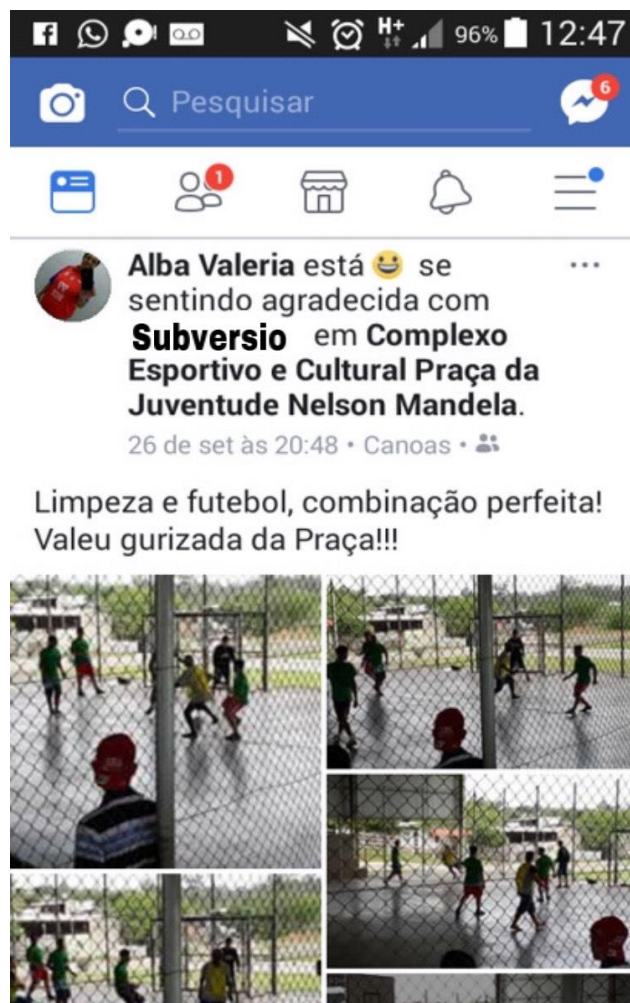 H+ 96% 12:47
Pesquisar 6
1
Alba Valeria está 😀 se
sentindo agradecida com
Subversio em Complexo
Esportivo e Cultural Praça da
Juventude Nelson Mandela.
26 de set às 20:48 • Canoas •
Limpeza e futebol, combinação perfeita!
Valeu gurizada da Praça!!!